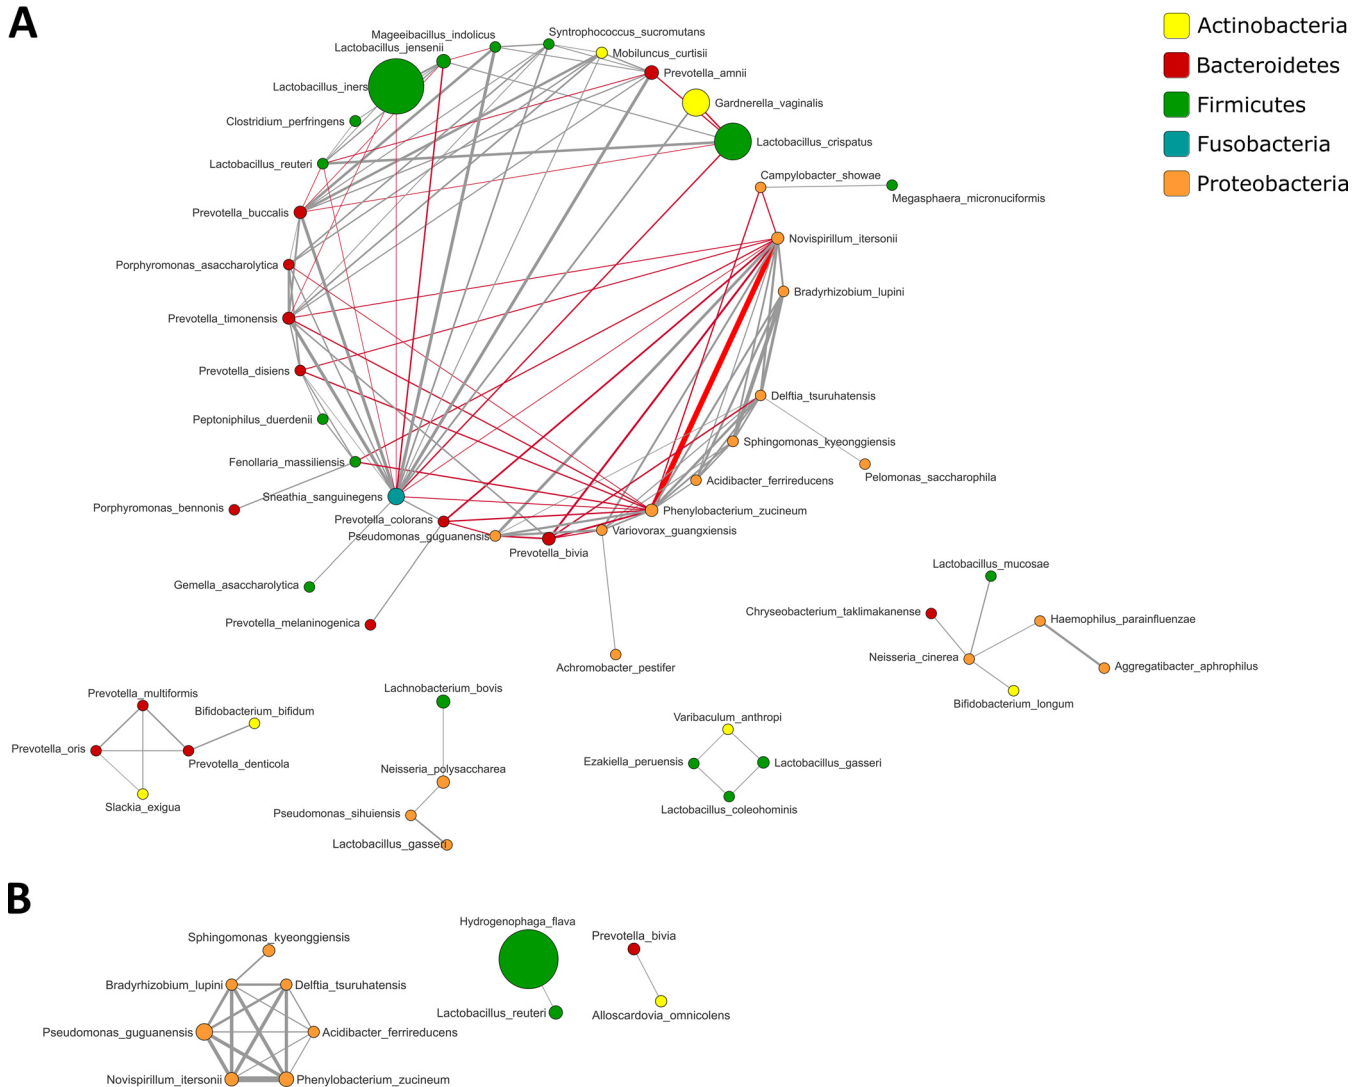 A
Actinobacteria
Bacteroidetes
Firmicutes
Fusobacteria
Proteobacteria
Mageeibacillus_indolicus
Syntrophococcus_sucromutans
Lactobacillus_jensenii
Mobiluncus_curtisii
Prevotella_amnii
Lactobacillus_iners
Gardnerella_vaginalis
Clostridium_perfringens
Lactobacillus_crispatus
Lactobacillus_reuteri
Campylobacter_showae
Megasphaera_micronuciformis
Prevotella_buccalis
Novispirillum_itersonii
Porphyromonas_asaccharolytica
Bradyrhizobium_lupini
Prevotella_timonensis
Prevotella_disiens
Delftia_tsuruhatensis
Peptoniphilus_duerdenii
Sphingomonas_kyeonggiensis
Fenollaria_massiliensis
Pelomonas_saccharophila
Acidibacter_ferrireducens
Sneathia_sanguinegens
Porphyromonas_bennonis
Phenylobacterium_zucineum
Prevotella_colorans
Variovorax_guangxiensis
Pseudomonas_guguanensis
Prevotella_bivia
Lactobacillus_mucosae
Gemella_asaccharolytica
Chryseobacterium_taklimakanense
Haemophilus_parainfluenzae
Prevotella_melaninogenica
Neisseria_cinerea
Achromobacter_pestifer
Aggregatibacter_aphrophilus
Bifidobacterium_longum
Lachnobacterium_bovis
Prevotella_multiformis
Bifidobacterium_bifidum
Varibaculum_anthropi
Prevotella_oris
Prevotella_denticola
Ezakiella_peruensis
Lactobacillus_gasseri
Neisseria_polysaccharea
Slackia_exigua
Lactobacillus_coleohominis
Pseudomonas_sihuiensis
Lactobacillus_gasseri
B
Hydrogenophaga_flava
Sphingomonas_kyeonggiensis
Prevotella_bivia
Bradyrhizobium_lupini
Delftia_tsuruhatensis
Lactobacillus_reuteri
Alloscardovia_omnicolens
Pseudomonas_guguanensis
Acidibacter_ferrireducens
Novispirillum_itersonii
Phenylobacterium_zucineum